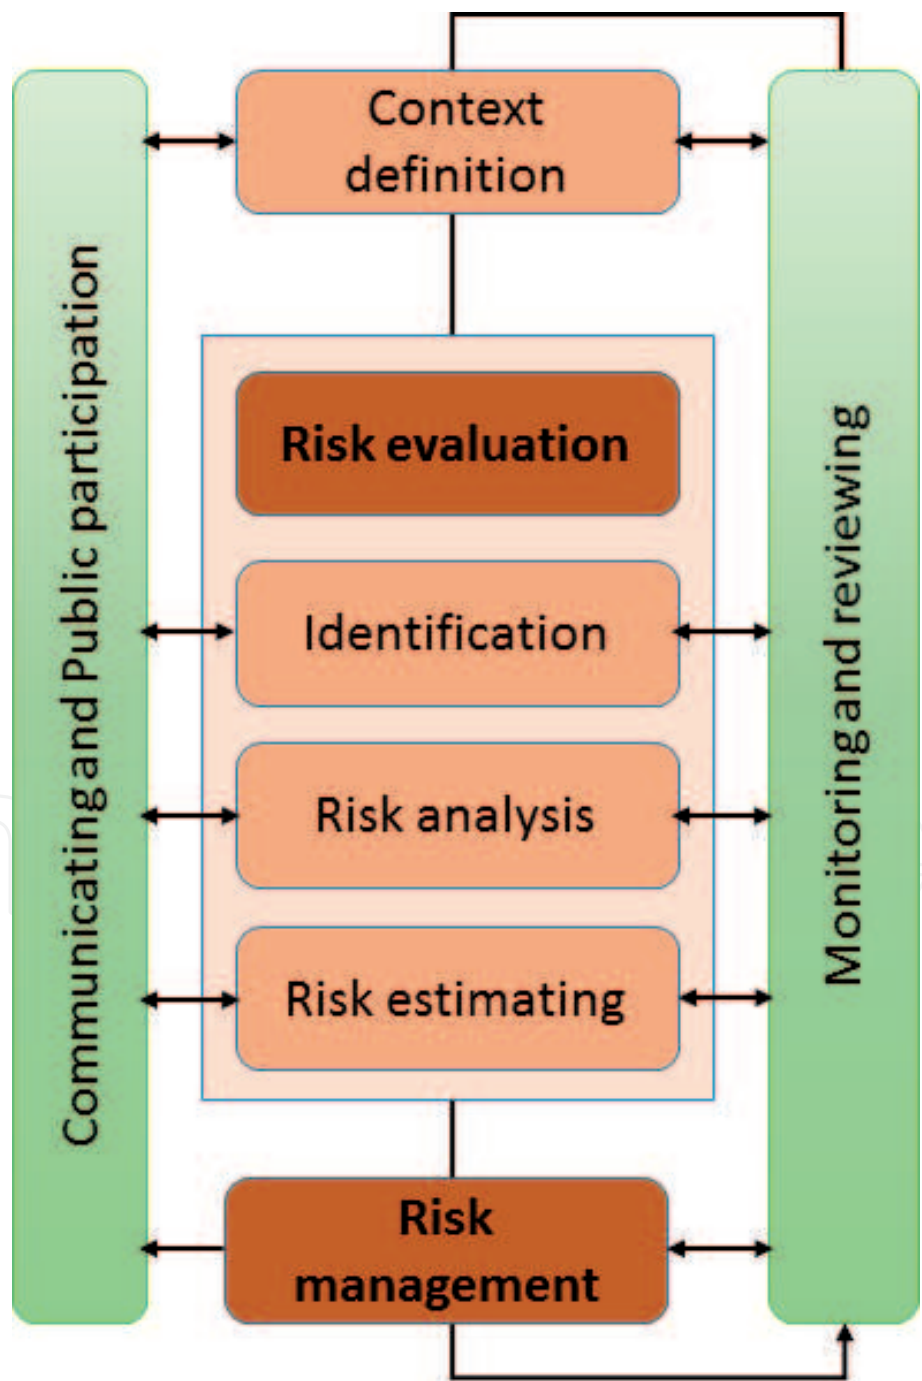 Context
definition
Communicating and Public participation
Risk evaluation
Identification
Risk analysis
Risk estimating
Monitoring and reviewing
Risk
management